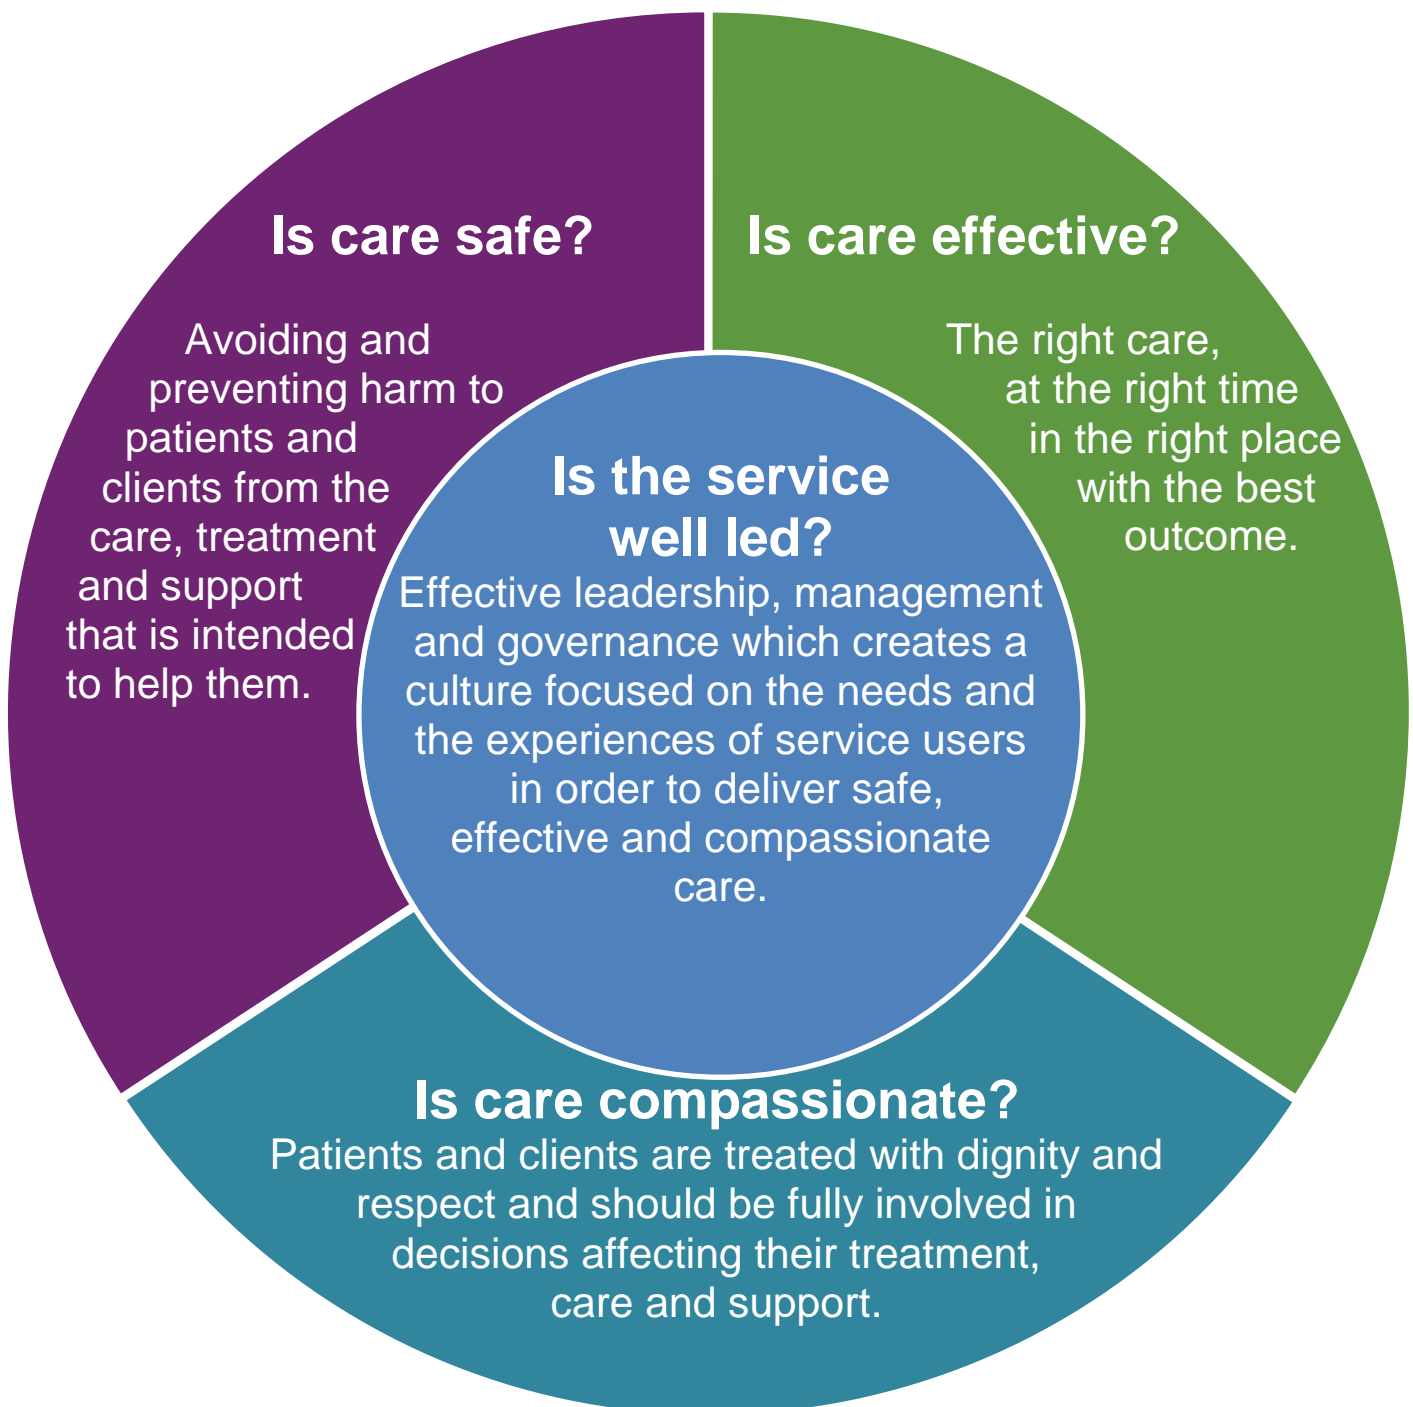 Is care safe?
Avoiding and
preventing harm to
patients and
clients from the
care, treatment
and support
that is intended
to help them.
Is care effective?
The right care,
at the right time
in the right place
with the best
outcome.
Is the service
well led?
Effective leadership, management
and governance which creates a
culture focused on the needs and
the experiences of service users
in order to deliver safe,
effective and compassionate
care.
Is care compassionate?
Patients and clients are treated with dignity and
respect and should be fully involved in
decisions affecting their treatment,
care and support.